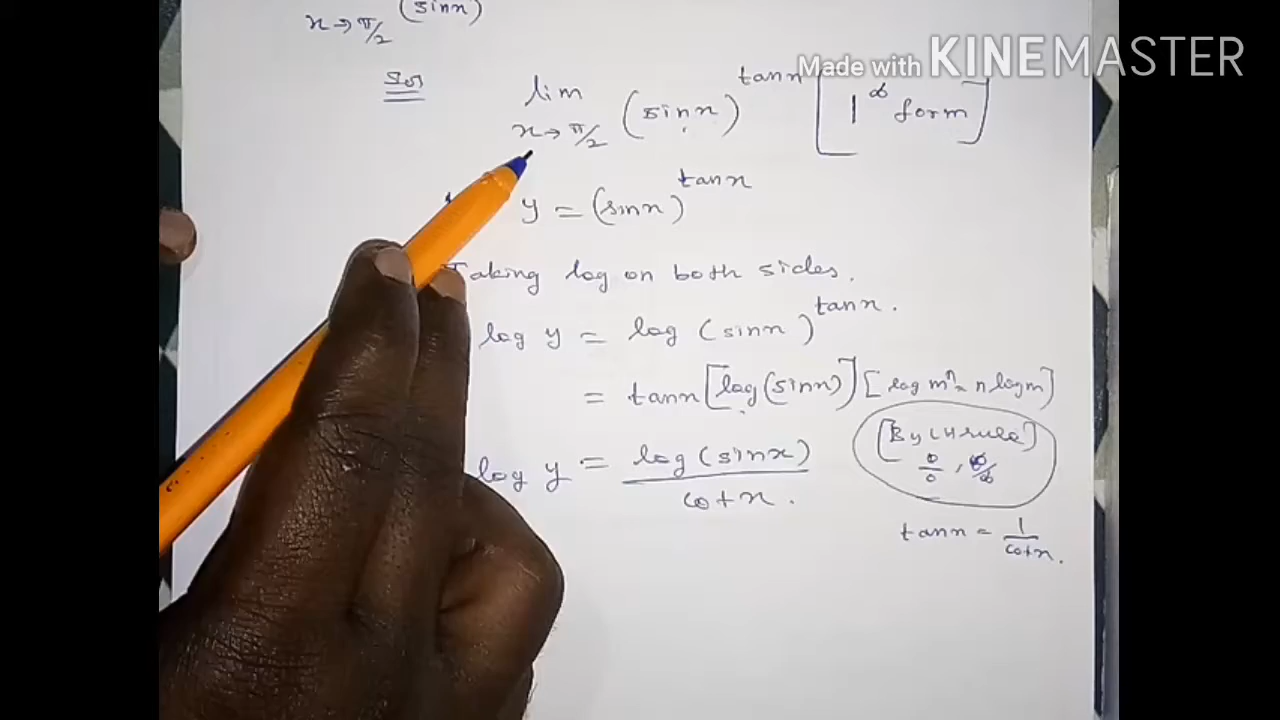 (sinx)
x→π/2
Made with KINEMASTER
Sol
lim x→π/2 (sinx)^tanx [1^∞ form]
y = (sinx)^tanx
Taking log on both sides.
log y = log (sinx)^tanx.
= tanx [log(sinx)] [log m^n = n log m]
[By LH rule]
0/0, ∞/∞
log y = log(sinx)/cotx.
tanx = 1/cotx.